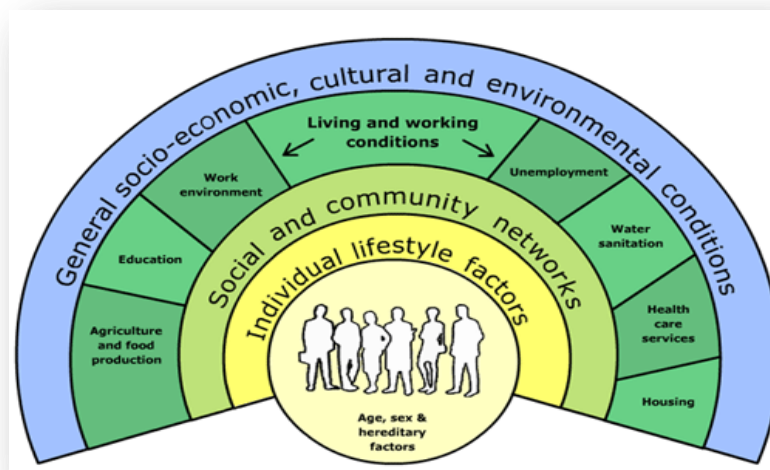 General socio-economic, cultural and environmental conditions
Living and working
conditions
Work
environment
Unemployment
Education
Water
sanitation
Agriculture
and food
production
Health
care
services
Housing
Social and community networks
Individual lifestyle factors
Age, sex &
hereditary
factors